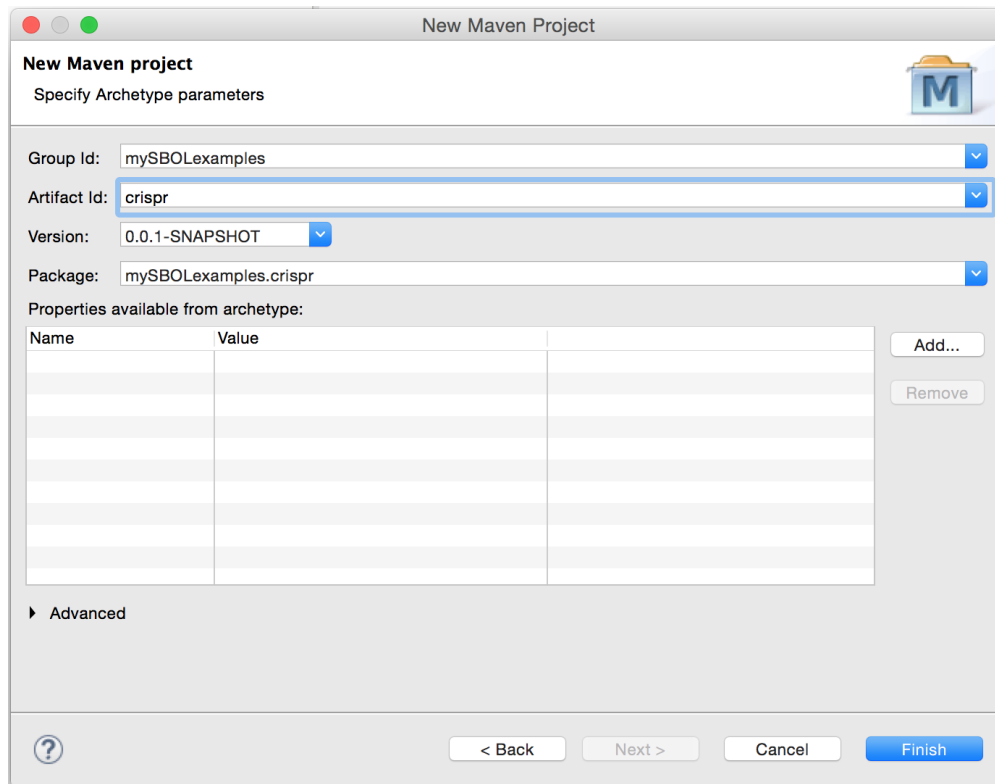 New Maven Project
New Maven project
Specify Archetype parameters
M
Group Id: mySBOLexamples
Artifact Id: crispr
Version: 0.0.1-SNAPSHOT
Package: mySBOLexamples.crispr
Properties available from archetype:
Name Value
Add...
Remove
Advanced
? < Back Next > Cancel Finish